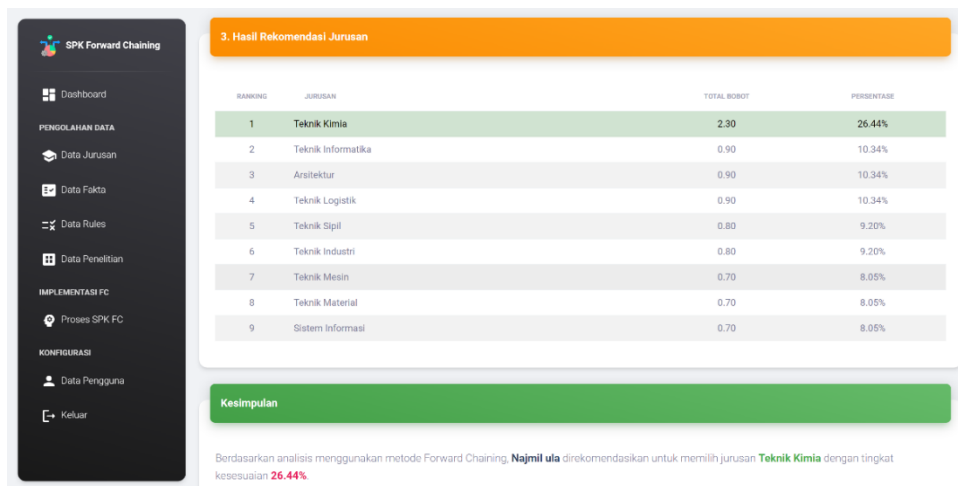 SPK Forward Chaining
Dashboard
PENGOLAHAN DATA
Data Jurusan
Data Fakta
Data Rules
Data Penelitian
IMPLEMENTASI FC
Proses SPK FC
KONFIGURASI
Data Pengguna
Keluar
3. Hasil Rekomendasi Jurusan
RANKING JURUSAN TOTAL BOBOT PERSENTASE
1 Teknik Kimia 2.30 26.44%
2 Teknik Informatika 0.90 10.34%
3 Arsitektur 0.90 10.34%
4 Teknik Logistik 0.90 10.34%
5 Teknik Sipil 0.80 9.20%
6 Teknik Industri 0.80 9.20%
7 Teknik Mesin 0.70 8.05%
8 Teknik Material 0.70 8.05%
9 Sistem Informasi 0.70 8.05%
Kesimpulan
Berdasarkan analisis menggunakan metode Forward Chaining, Najmil ula direkomendasikan untuk memilih jurusan Teknik Kimia dengan tingkat
kesesuaian 26.44%.